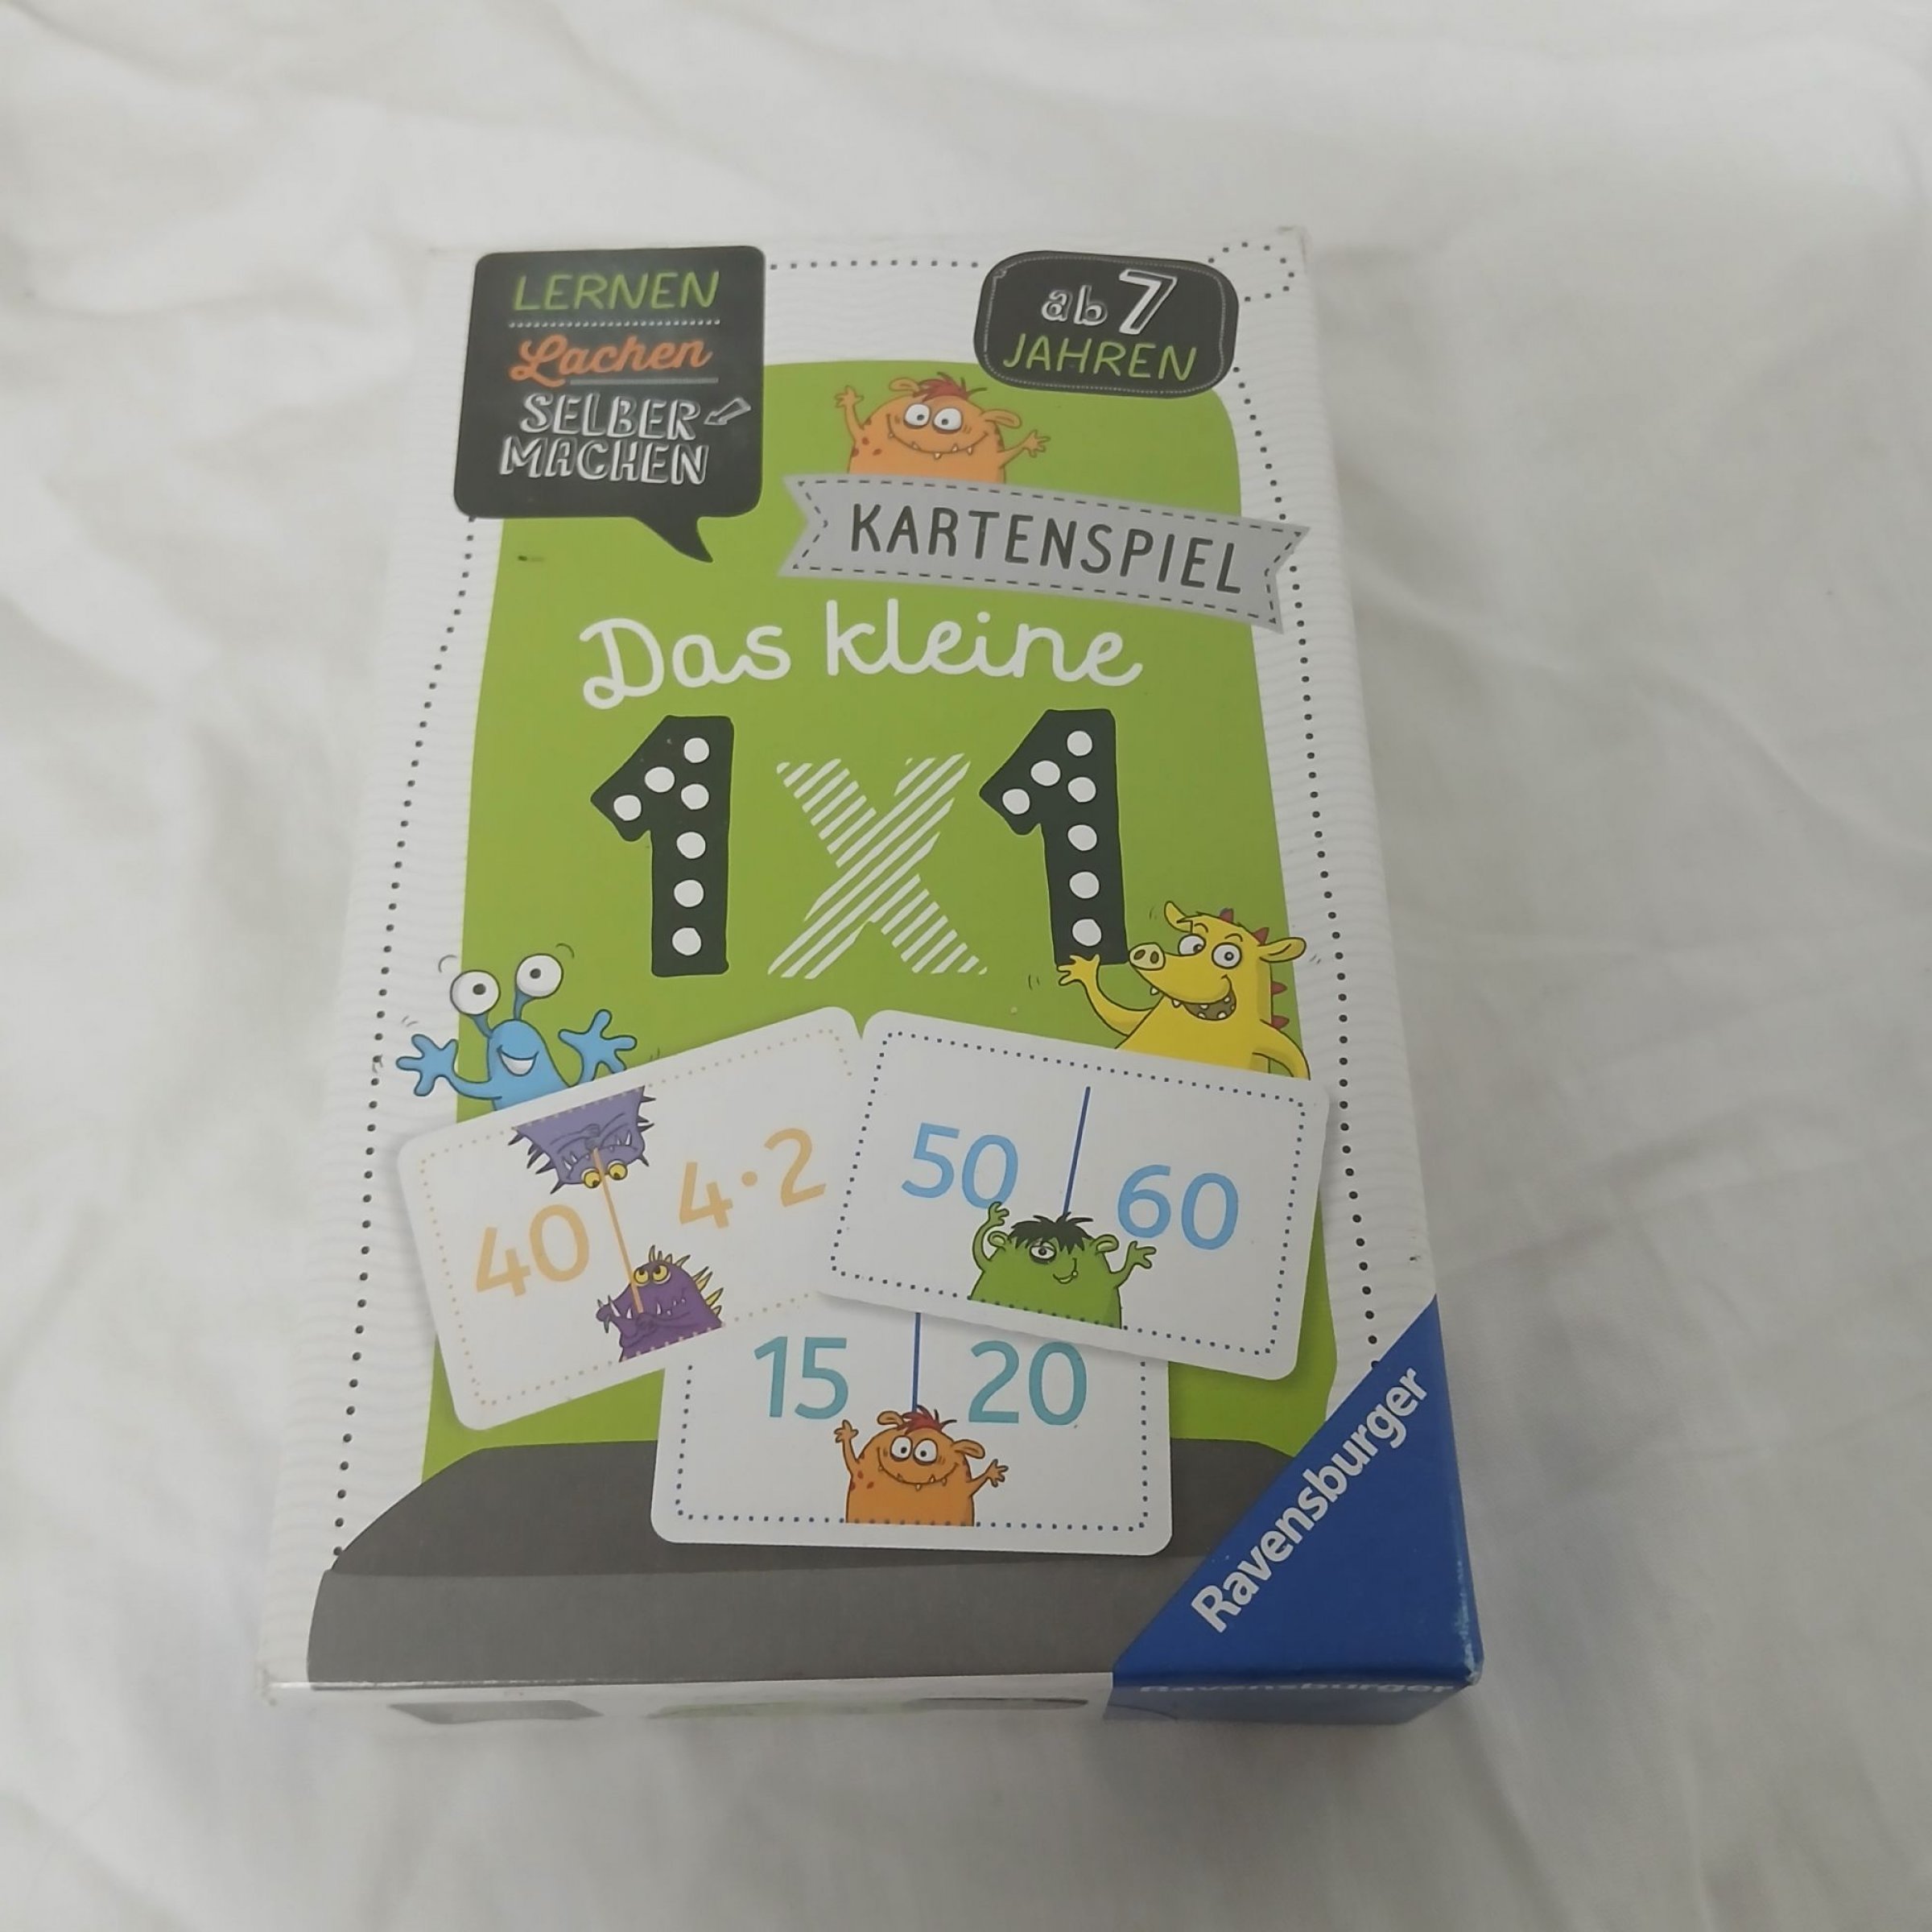 LERNEN
Lachen
SELBER
MACHEN
ab 7
JAHREN
KARTENSPIEL
Das kleine
1x1
40 4·2
50 60
15 20
Ravensburger
Ravensburger